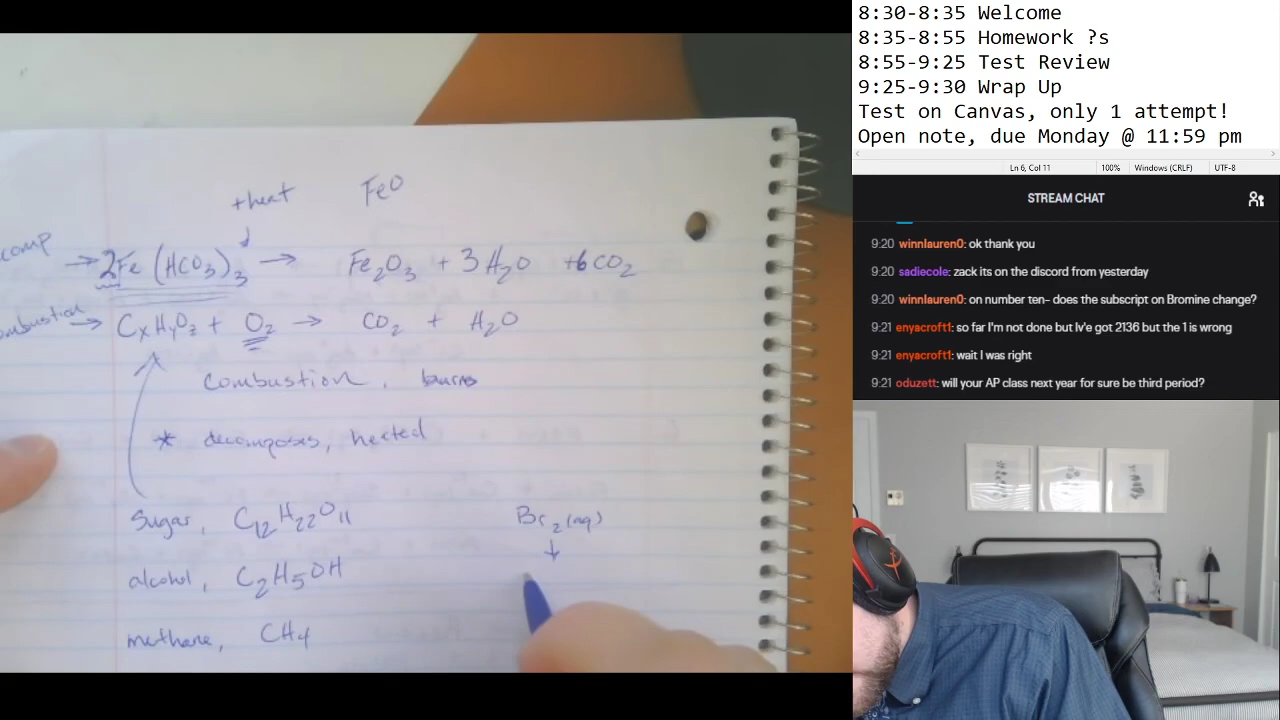 +heat FeO
comp → 2Fe(HCO3)3 → Fe2O3 + 3H2O + 6CO2
ombustion → CxHyOz + O2 → CO2 + H2O
combustion, burns
* decomposes, heated
Sugar, C12H22O11
Br2(aq)
alcohol, C2H5OH
methane, CH4
8:30-8:35 Welcome
8:35-8:55 Homework ?s
8:55-9:25 Test Review
9:25-9:30 Wrap Up
Test on Canvas, only 1 attempt!
Open note, due Monday @ 11:59 pm
Ln 6, Col 11 100% Windows (CRLF) UTF-8
STREAM CHAT
9:20 winnlauren0: ok thank you
9:20 sadiecole: zack its on the discord from yesterday
9:20 winnlauren0: on number ten- does the subscript on Bromine change?
9:21 enyacroft1: so far I'm not done but Iv'e got 2136 but the 1 is wrong
9:21 enyacroft1: wait I was right
9:21 oduzett: will your AP class next year for sure be third period?